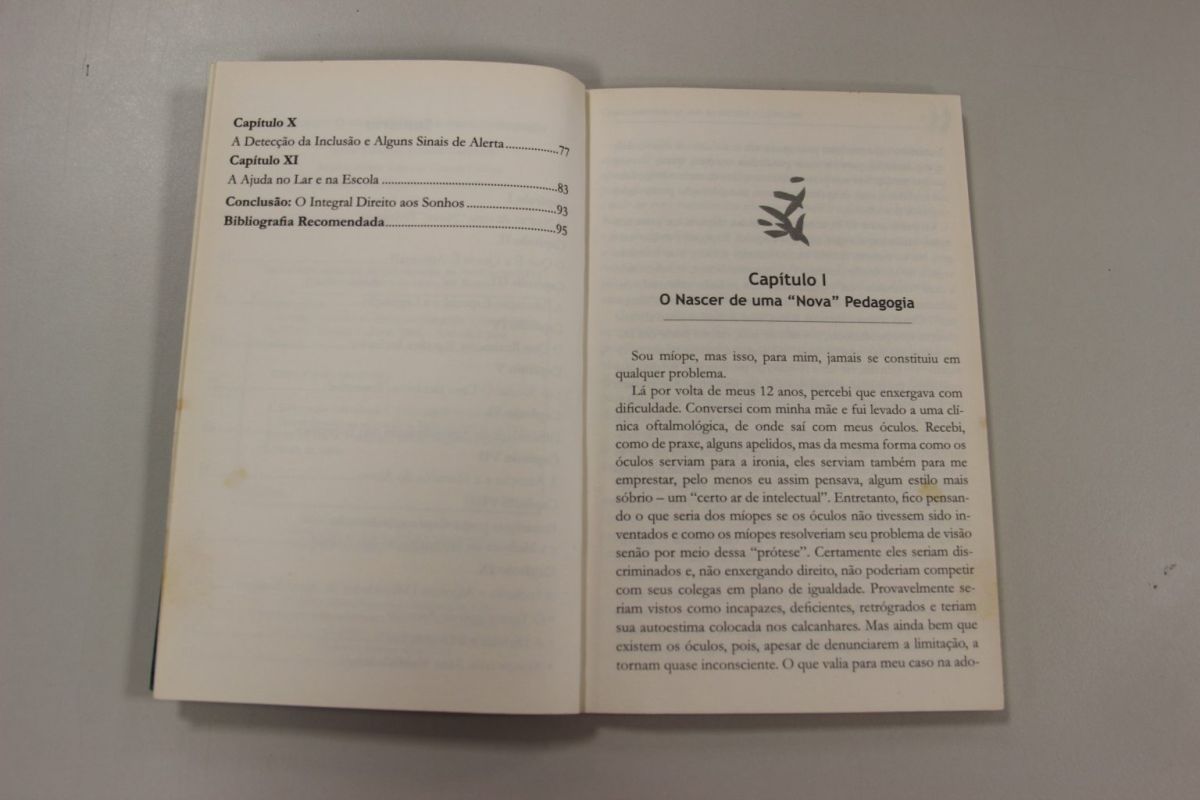 Capítulo X
A Detecção da Inclusão e Alguns Sinais de Alerta................77
Capítulo XI
A Ajuda no Lar e na Escola................83
Conclusão: O Integral Direito aos Sonhos................93
Bibliografia Recomendada................95
Capítulo I
O Nascer de uma “Nova” Pedagogia
Sou míope, mas isso, para mim, jamais se constituiu em
qualquer problema.
Lá por volta de meus 12 anos, percebi que enxergava com
dificuldade. Conversei com minha mãe e fui levado a uma clí-
nica oftalmológica, de onde saí com meus óculos. Recebi,
como de praxe, alguns apelidos, mas da mesma forma como os
óculos serviam para a ironia, eles serviam também para me
emprestar, pelo menos eu assim pensava, algum estilo mais
sóbrio – um “certo ar de intelectual”. Entretanto, fico pensan-
do o que seria dos míopes se os óculos não tivessem sido in-
ventados e como os míopes resolveriam seu problema de visão
senão por meio dessa “prótese”. Certamente eles seriam dis-
criminados e, não enxergando direito, não poderiam competir
com seus colegas em plano de igualdade. Provavelmente se-
riam vistos como incapazes, deficientes, retrógrados e teriam
sua autoestima colocada nos calcanhares. Mas ainda bem que
existem os óculos, pois, apesar de denunciarem a limitação, a
tornam quase inconsciente. O que valia para meu caso na ado-